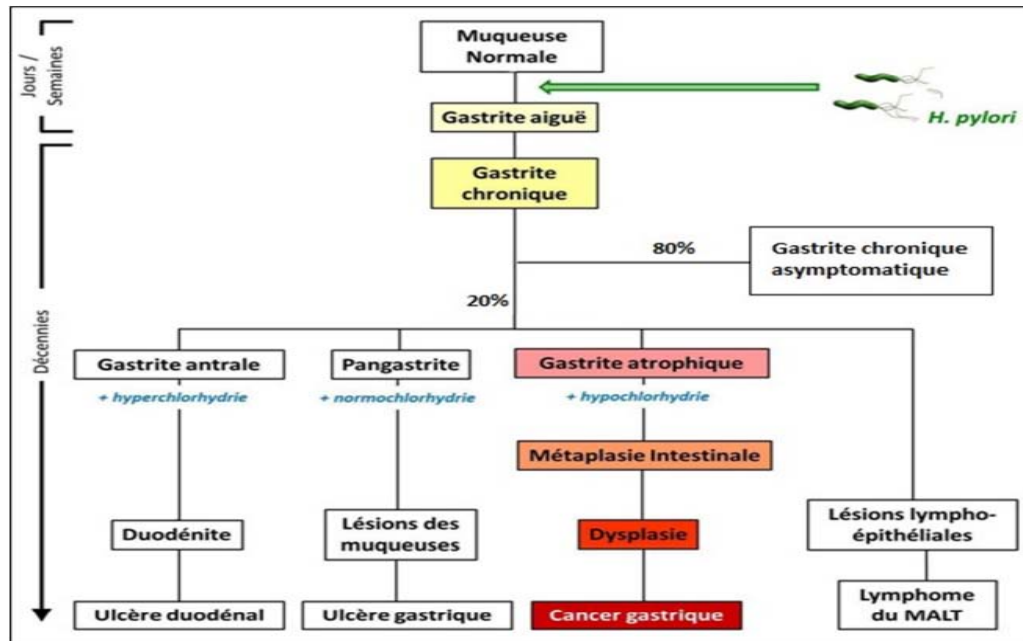 Muqueuse
Normale
Jours /
Semaines
H. pylori
Gastrite aiguë
Gastrite
chronique
80%
Gastrite chronique
asymptomatique
20%
Décennies
Gastrite antrale
Pangastrite
Gastrite atrophique
+ hyperchlorhydrie
+ normochlorhydrie
+ hypochlorhydrie
Métaplasie Intestinale
Duodénite
Lésions des
muqueuses
Dysplasie
Lésions lympho-
épithéliales
Ulcère duodénal
Ulcère gastrique
Cancer gastrique
Lymphome
du MALT